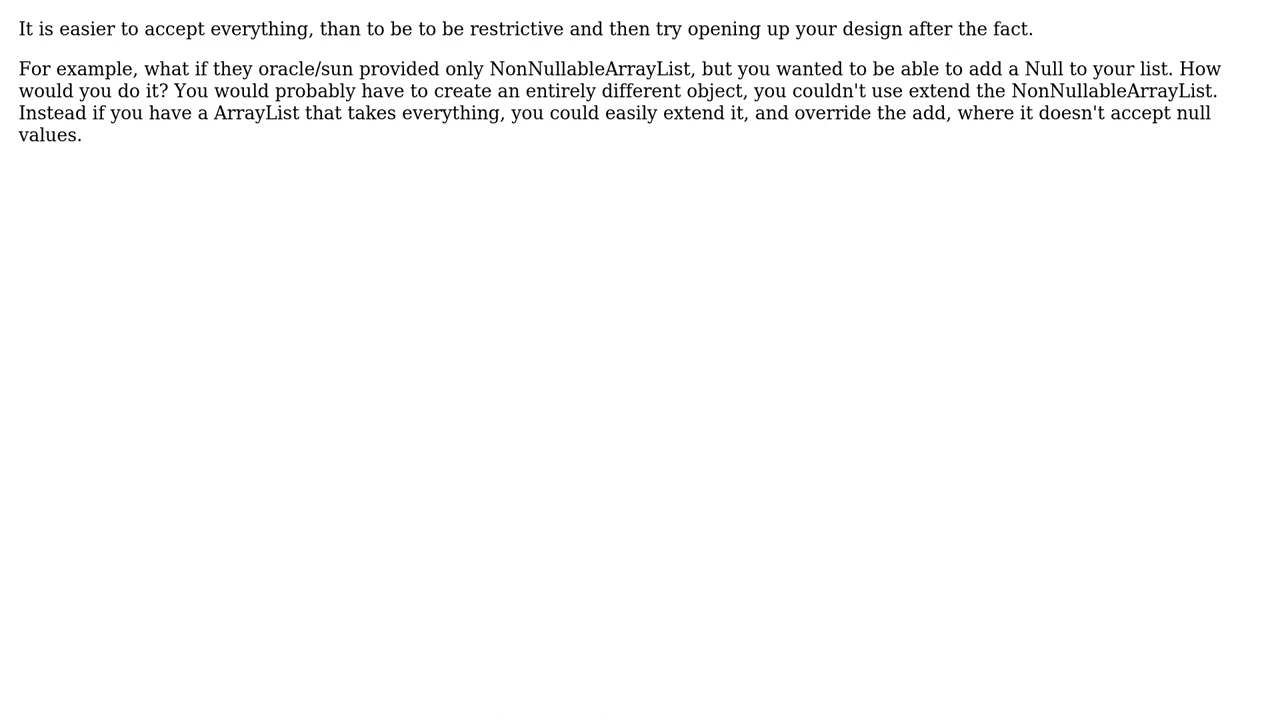 It is easier to accept everything, than to be to be restrictive and then try opening up your design after the fact.
For example, what if they oracle/sun provided only NonNullableArrayList, but you wanted to be able to add a Null to your list. How
would you do it? You would probably have to create an entirely different object, you couldn't use extend the NonNullableArrayList.
Instead if you have a ArrayList that takes everything, you could easily extend it, and override the add, where it doesn't accept null
values.